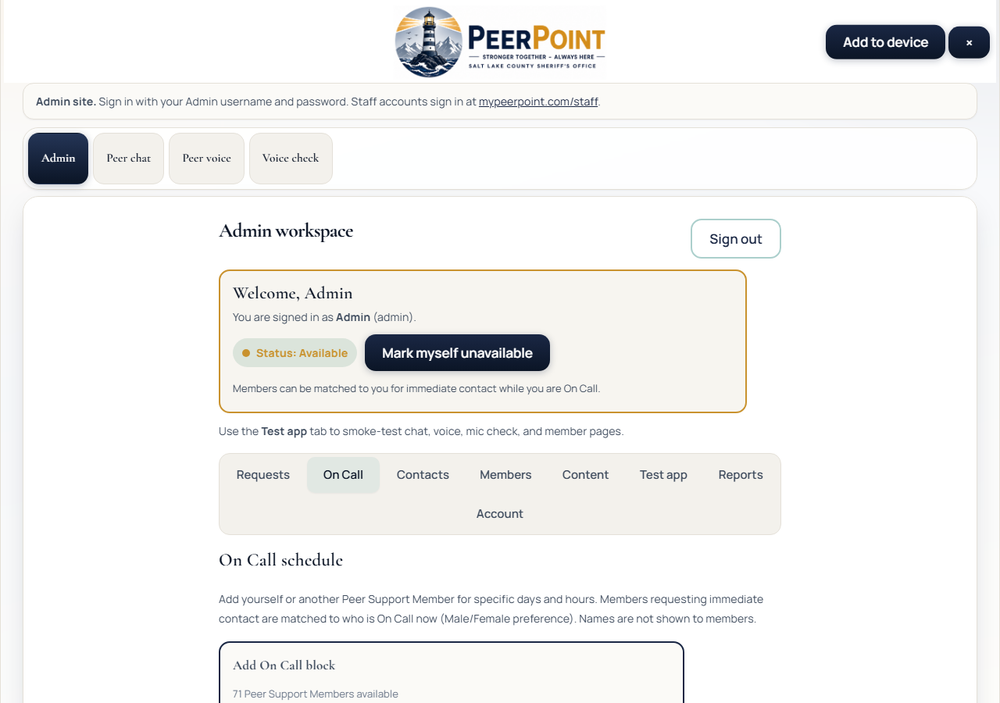 PEERPOINT
STRONGER TOGETHER – ALWAYS HERE
SALT LAKE COUNTY SHERIFF'S OFFICE
Add to device
×
Admin site. Sign in with your Admin username and password. Staff accounts sign in at mypeerpoint.com/staff.
Admin
Peer chat
Peer voice
Voice check
Admin workspace
Sign out
Welcome, Admin
You are signed in as Admin (admin).
Status: Available
Mark myself unavailable
Members can be matched to you for immediate contact while you are On Call.
Use the Test app tab to smoke-test chat, voice, mic check, and member pages.
Requests
On Call
Contacts
Members
Content
Test app
Reports
Account
On Call schedule
Add yourself or another Peer Support Member for specific days and hours. Members requesting immediate
contact are matched to who is On Call now (Male/Female preference). Names are not shown to members.
Add On Call block
71 Peer Support Members available